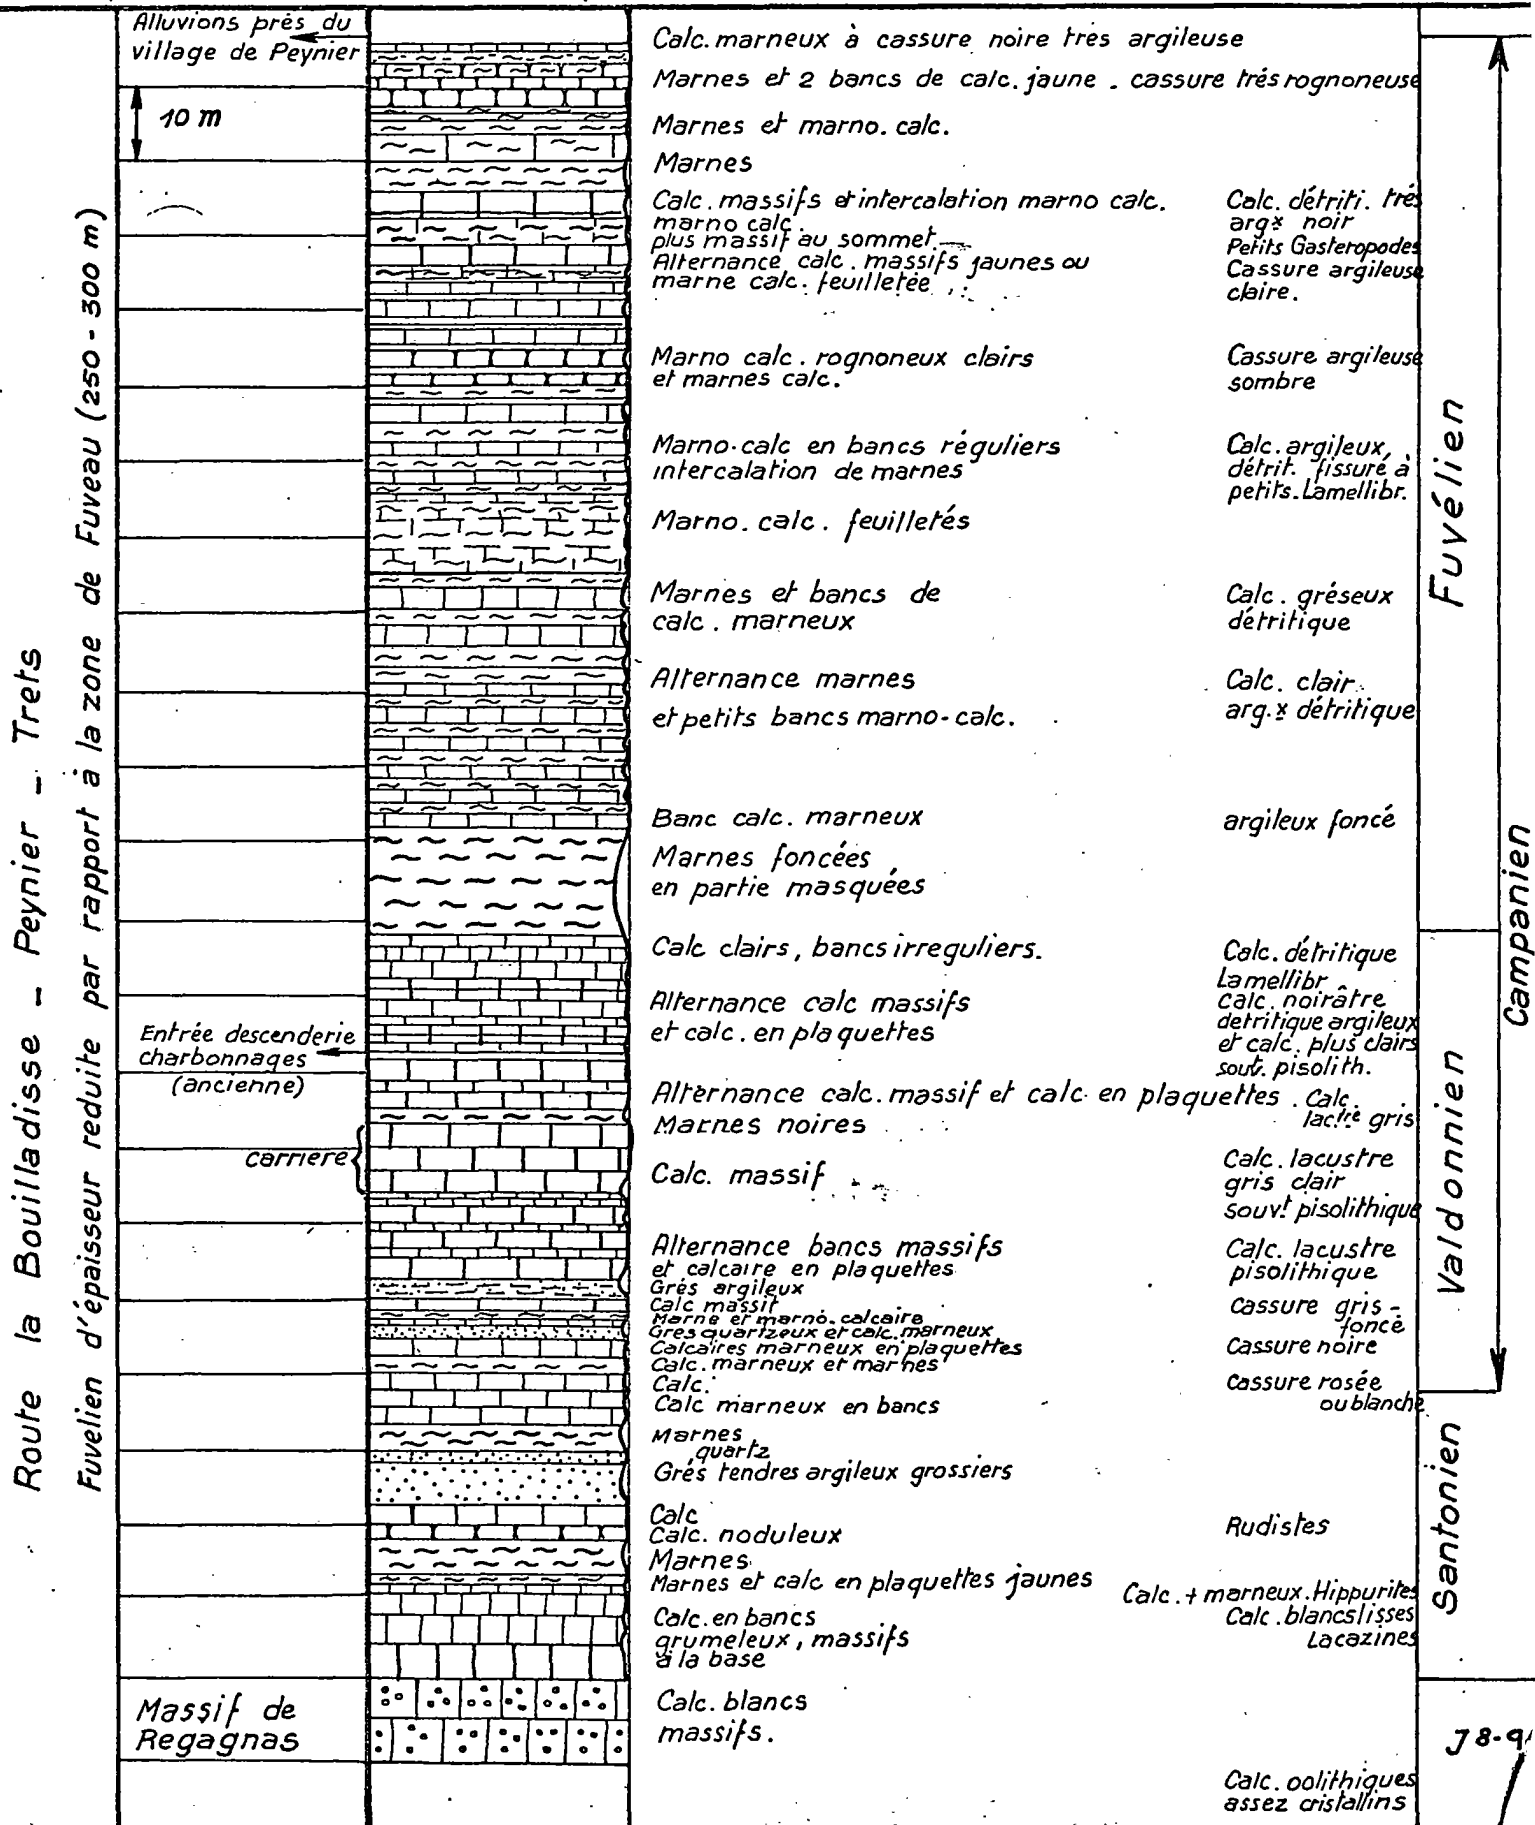 Route la Bouilladisse - Peynier - Trets
Fuvelien d'épaisseur reduite par rapport à la zone de Fuveau (250 - 300 m)
Alluvions près du
village de Peynier
10 m
Entrée descenderie
charbonnages
(ancienne)
carriere
Massif de
Regagnas
Calc. marneux à cassure noire très argileuse
Marnes et 2 bancs de calc. jaune . cassure trés rognoneuse
Marnes et marno. calc.
Marnes
Calc. massifs et intercalation marno calc.
marno calc.
plus massif au sommet
Alternance calc. massifs jaunes ou
marne calc. feuilletée
Marno calc. rognoneux clairs
et marnes calc.
Marno-calc en bancs réguliers
intercalation de marnes
Marno. calc. feuilletés
Marnes et bancs de
calc. marneux
Alternance marnes
et petits bancs marno-calc.
Banc calc. marneux
Marnes foncées
en partie masquées
Calc clairs, bancs irreguliers.
Alternance calc massifs
et calc. en plaquettes
Alternance calc. massif et calc. en plaquettes . Calc.
lac.tre gris
Marnes noires
Calc. massif
Alternance bancs massifs
et calcaire en plaquettes
Grés argileux
Calc massif
Marne et marno. calcaire
Gres quartzeux et calc. marneux
Calcaires marneux en plaquettes
Calc. marneux et marnes
Calc.
Calc marneux en bancs
Marnes
quartz
Grés tendres argileux grossiers
Calc
Calc. noduleux
Marnes
Marnes et calc en plaquettes jaunes
Calc. en bancs
grumeleux, massifs
à la base
Calc. blancs
massifs.
Calc. détriti. trés
arg.x noir
Petits Gasteropodes
Cassure argileuse
claire.
Cassure argileuse
sombre
Calc. argileux,
détrit. fissuré à
petits. Lamellibr.
Calc. gréseux
détritique
Calc. clair
arg.x détritique
argileux foncé
Calc. détritique
Lamellibr
calc. noirâtre
detritique argileux
et calc. plus clairs
souv. pisolith.
Calc. lacustre
gris clair
souv.t pisolithique
Calc. lacustre
pisolithique
Cassure gris -
foncé
Cassure noire
Cassure rosée
ou blanche
Rudistes
Calc. + marneux. Hippurites
Calc. blancs lisses
Lacazines
Calc. oolithiques
assez cristallins
Fuvélien
Valdonnien
Campanien
Santonien
J 8-9